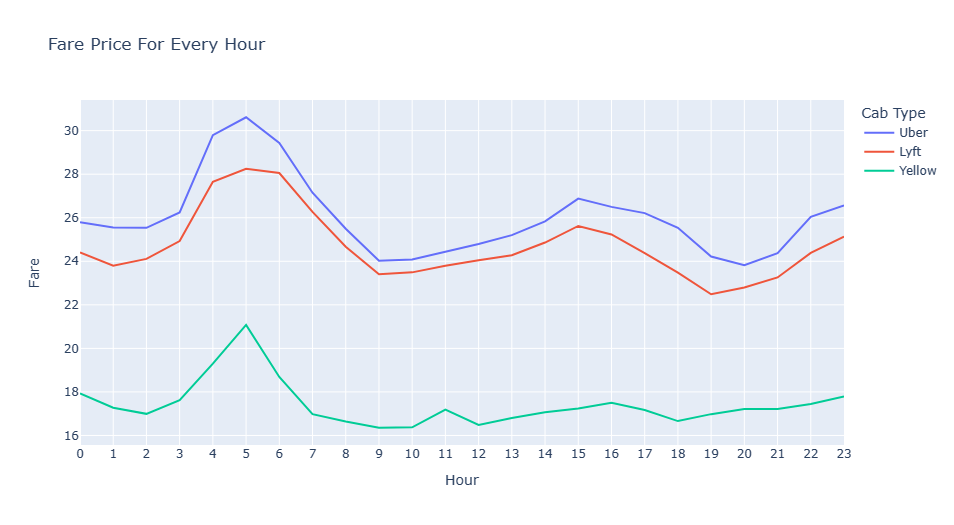 Fare Price For Every Hour
Cab Type
Uber
Lyft
Yellow
30
28
26
24
22
20
18
16
Fare
0 1 2 3 4 5 6 7 8 9 10 11 12 13 14 15 16 17 18 19 20 21 22 23
Hour